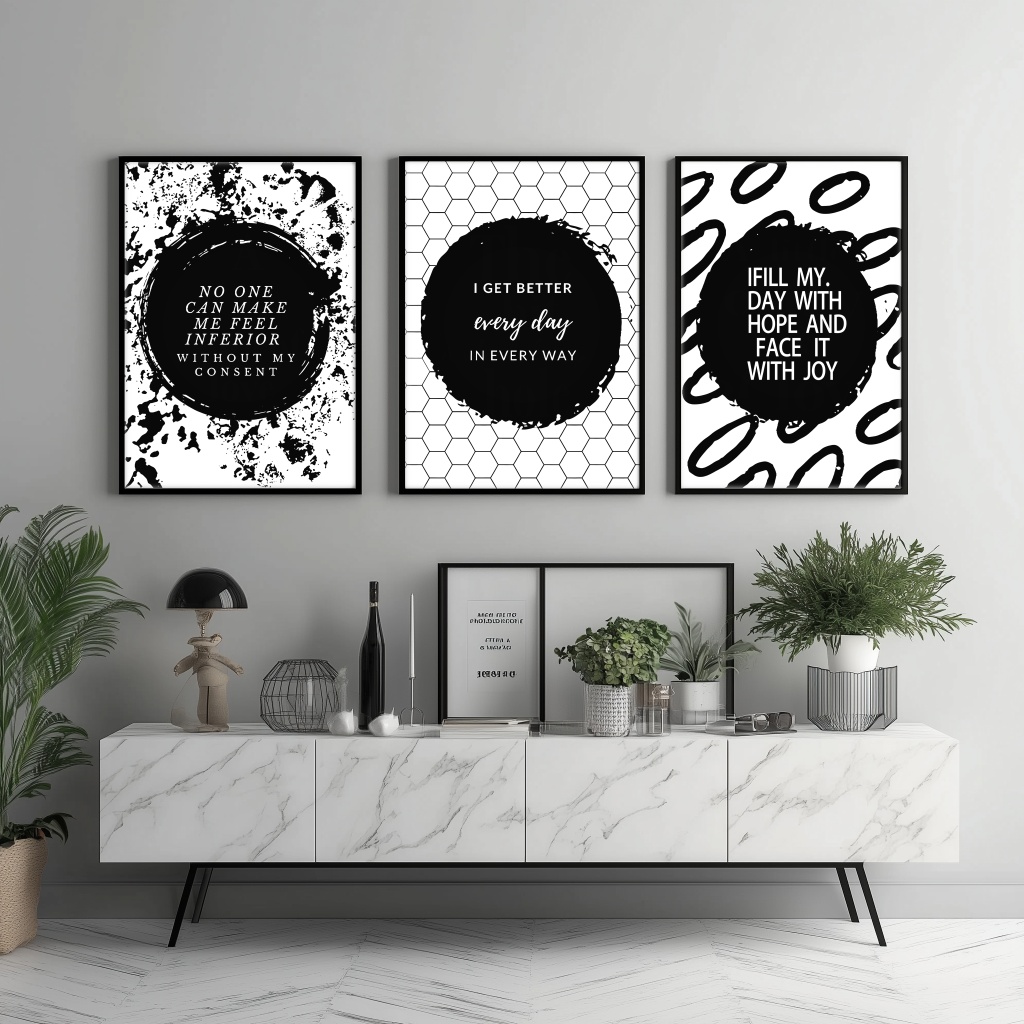 NO ONE
CAN MAKE
ME FEEL
INFERIOR
WITHOUT MY
CONSENT
I GET BETTER
every day
IN EVERY WAY
IFILL MY.
DAY WITH
HOPE AND
FACE IT
WITH JOY